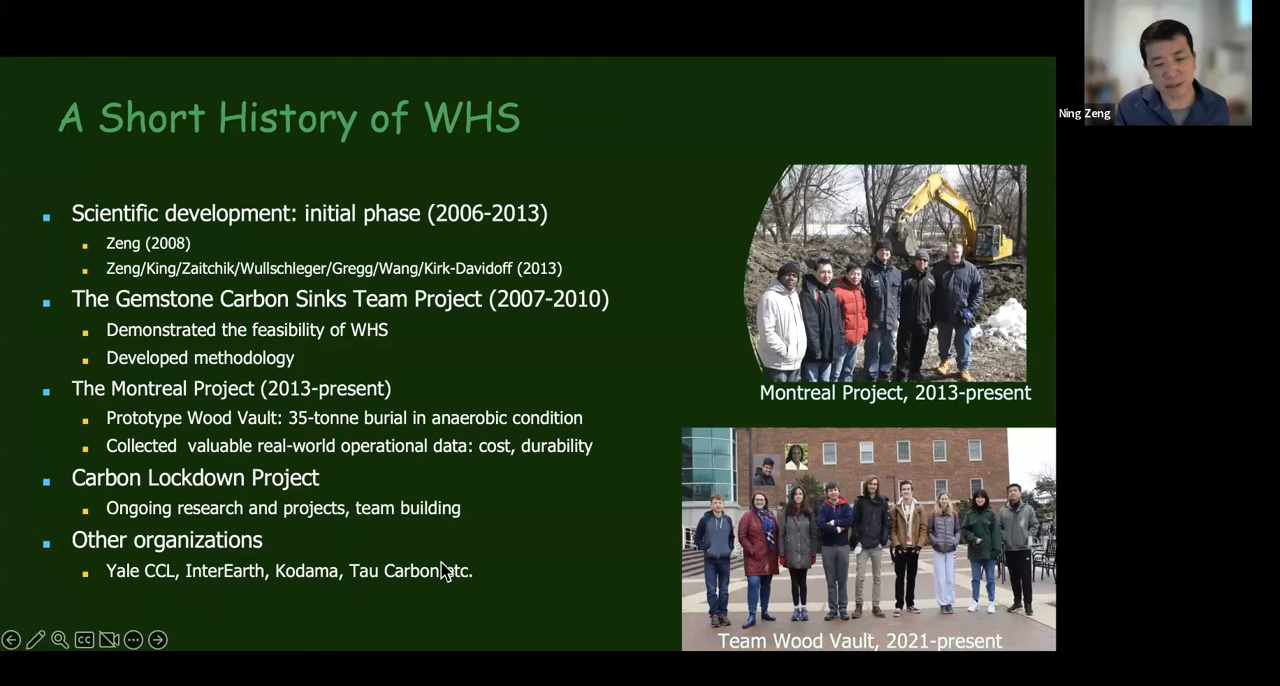 A Short History of WHS
Scientific development: initial phase (2006-2013)
Zeng (2008)
Zeng/King/Zaitchik/Wullschleger/Gregg/Wang/Kirk-Davidoff (2013)
The Gemstone Carbon Sinks Team Project (2007-2010)
Demonstrated the feasibility of WHS
Developed methodology
The Montreal Project (2013-present)
Prototype Wood Vault: 35-tonne burial in anaerobic condition
Collected valuable real-world operational data: cost, durability
Carbon Lockdown Project
Ongoing research and projects, team building
Other organizations
Yale CCL, InterEarth, Kodama, Tau Carbon etc.
Montreal Project, 2013-present
Team Wood Vault, 2021-present
Ning Zeng
CC